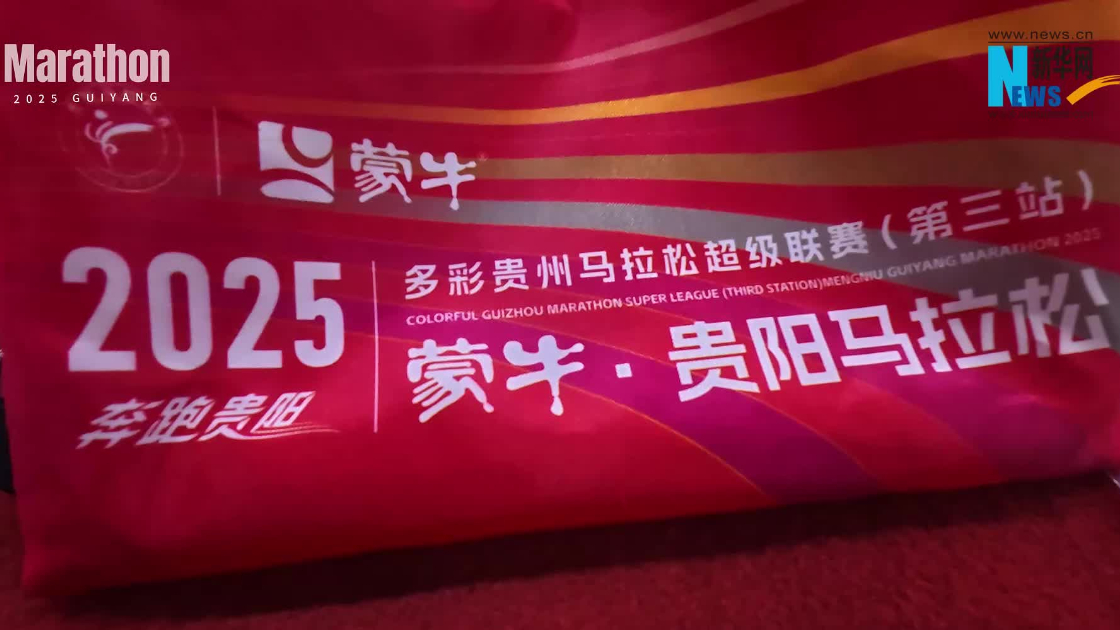 Marathon
2025 GUIYANG
www.news.cn
新华网
NEWS
蒙牛
2025
奔跑贵阳
多彩贵州马拉松超级联赛(第三站)
COLORFUL GUIZHOU MARATHON SUPER LEAGUE (THIRD STATION)MENGNIU GUIYANG MARATHON 2025
蒙牛·贵阳马拉松